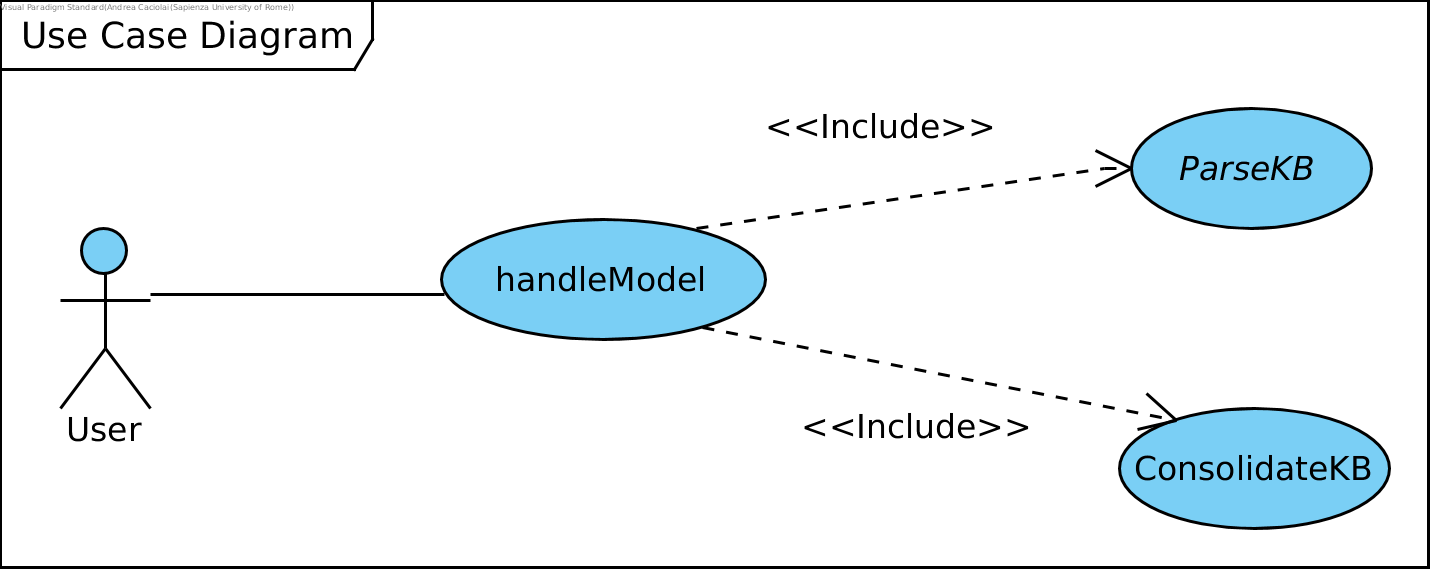 Visual Paradigm Standard(Andrea Caciolai(Sapienza University of Rome))
Use Case Diagram
<<Include>>
ParseKB
handleModel
User
<<Include>>
ConsolidateKB